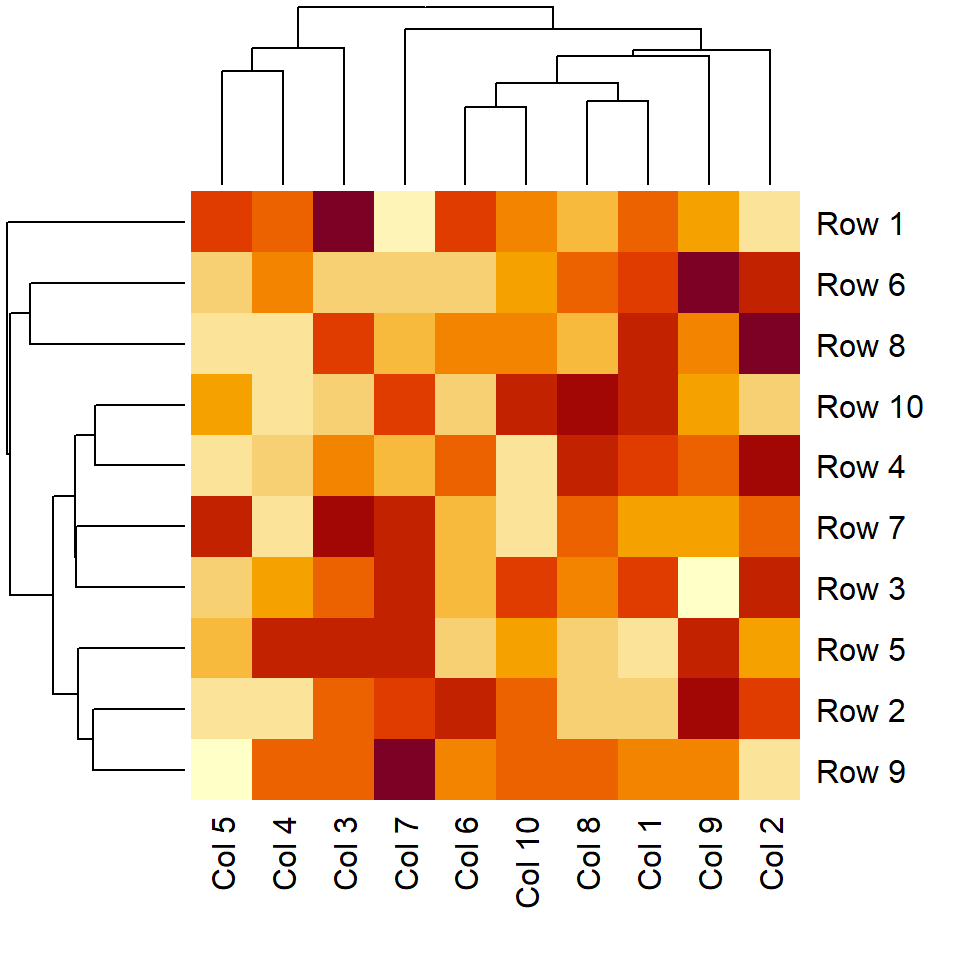 Row 1
Row 6
Row 8
Row 10
Row 4
Row 7
Row 3
Row 5
Row 2
Row 9
Col 5
Col 4
Col 3
Col 7
Col 6
Col 10
Col 8
Col 1
Col 9
Col 2